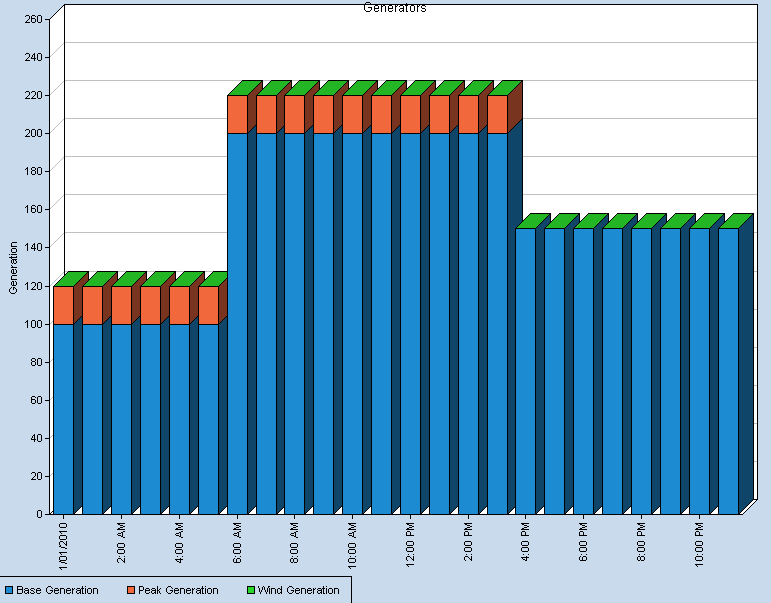 Generators
260
240
220
200
180
160
140
120
100
80
60
40
20
0
Generation
1/01/2010
2:00 AM
4:00 AM
6:00 AM
8:00 AM
10:00 AM
12:00 PM
2:00 PM
4:00 PM
6:00 PM
8:00 PM
10:00 PM
Base Generation Peak Generation Wind Generation